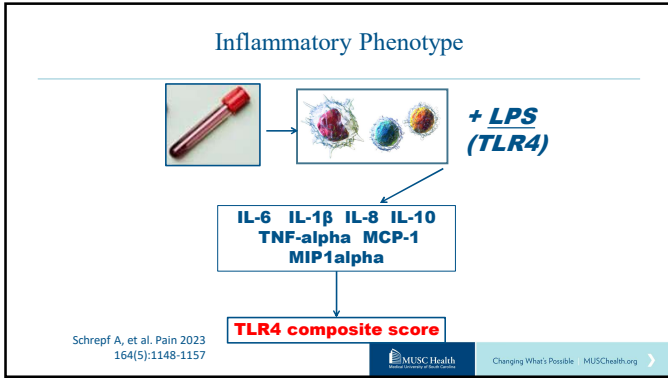 Inflammatory Phenotype
+ LPS
(TLR4)
IL-6 IL-1β IL-8 IL-10
TNF-alpha MCP-1
MIP1alpha
TLR4 composite score
Schrepf A, et al. Pain 2023
164(5):1148-1157
MUSC Health
Medical University of South Carolina
Changing What's Possible | MUSChealth.org